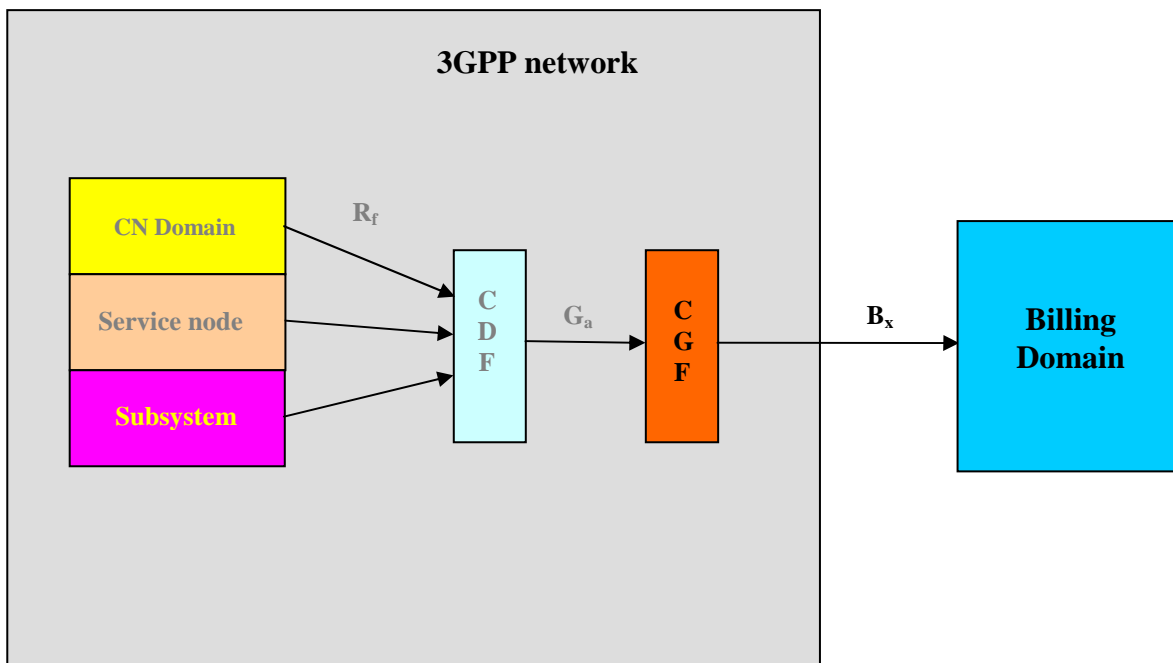 3GPP network
CN Domain
Service node
Subsystem
Rf
C
D
F
Ga
C
G
F
Bx
Billing
Domain